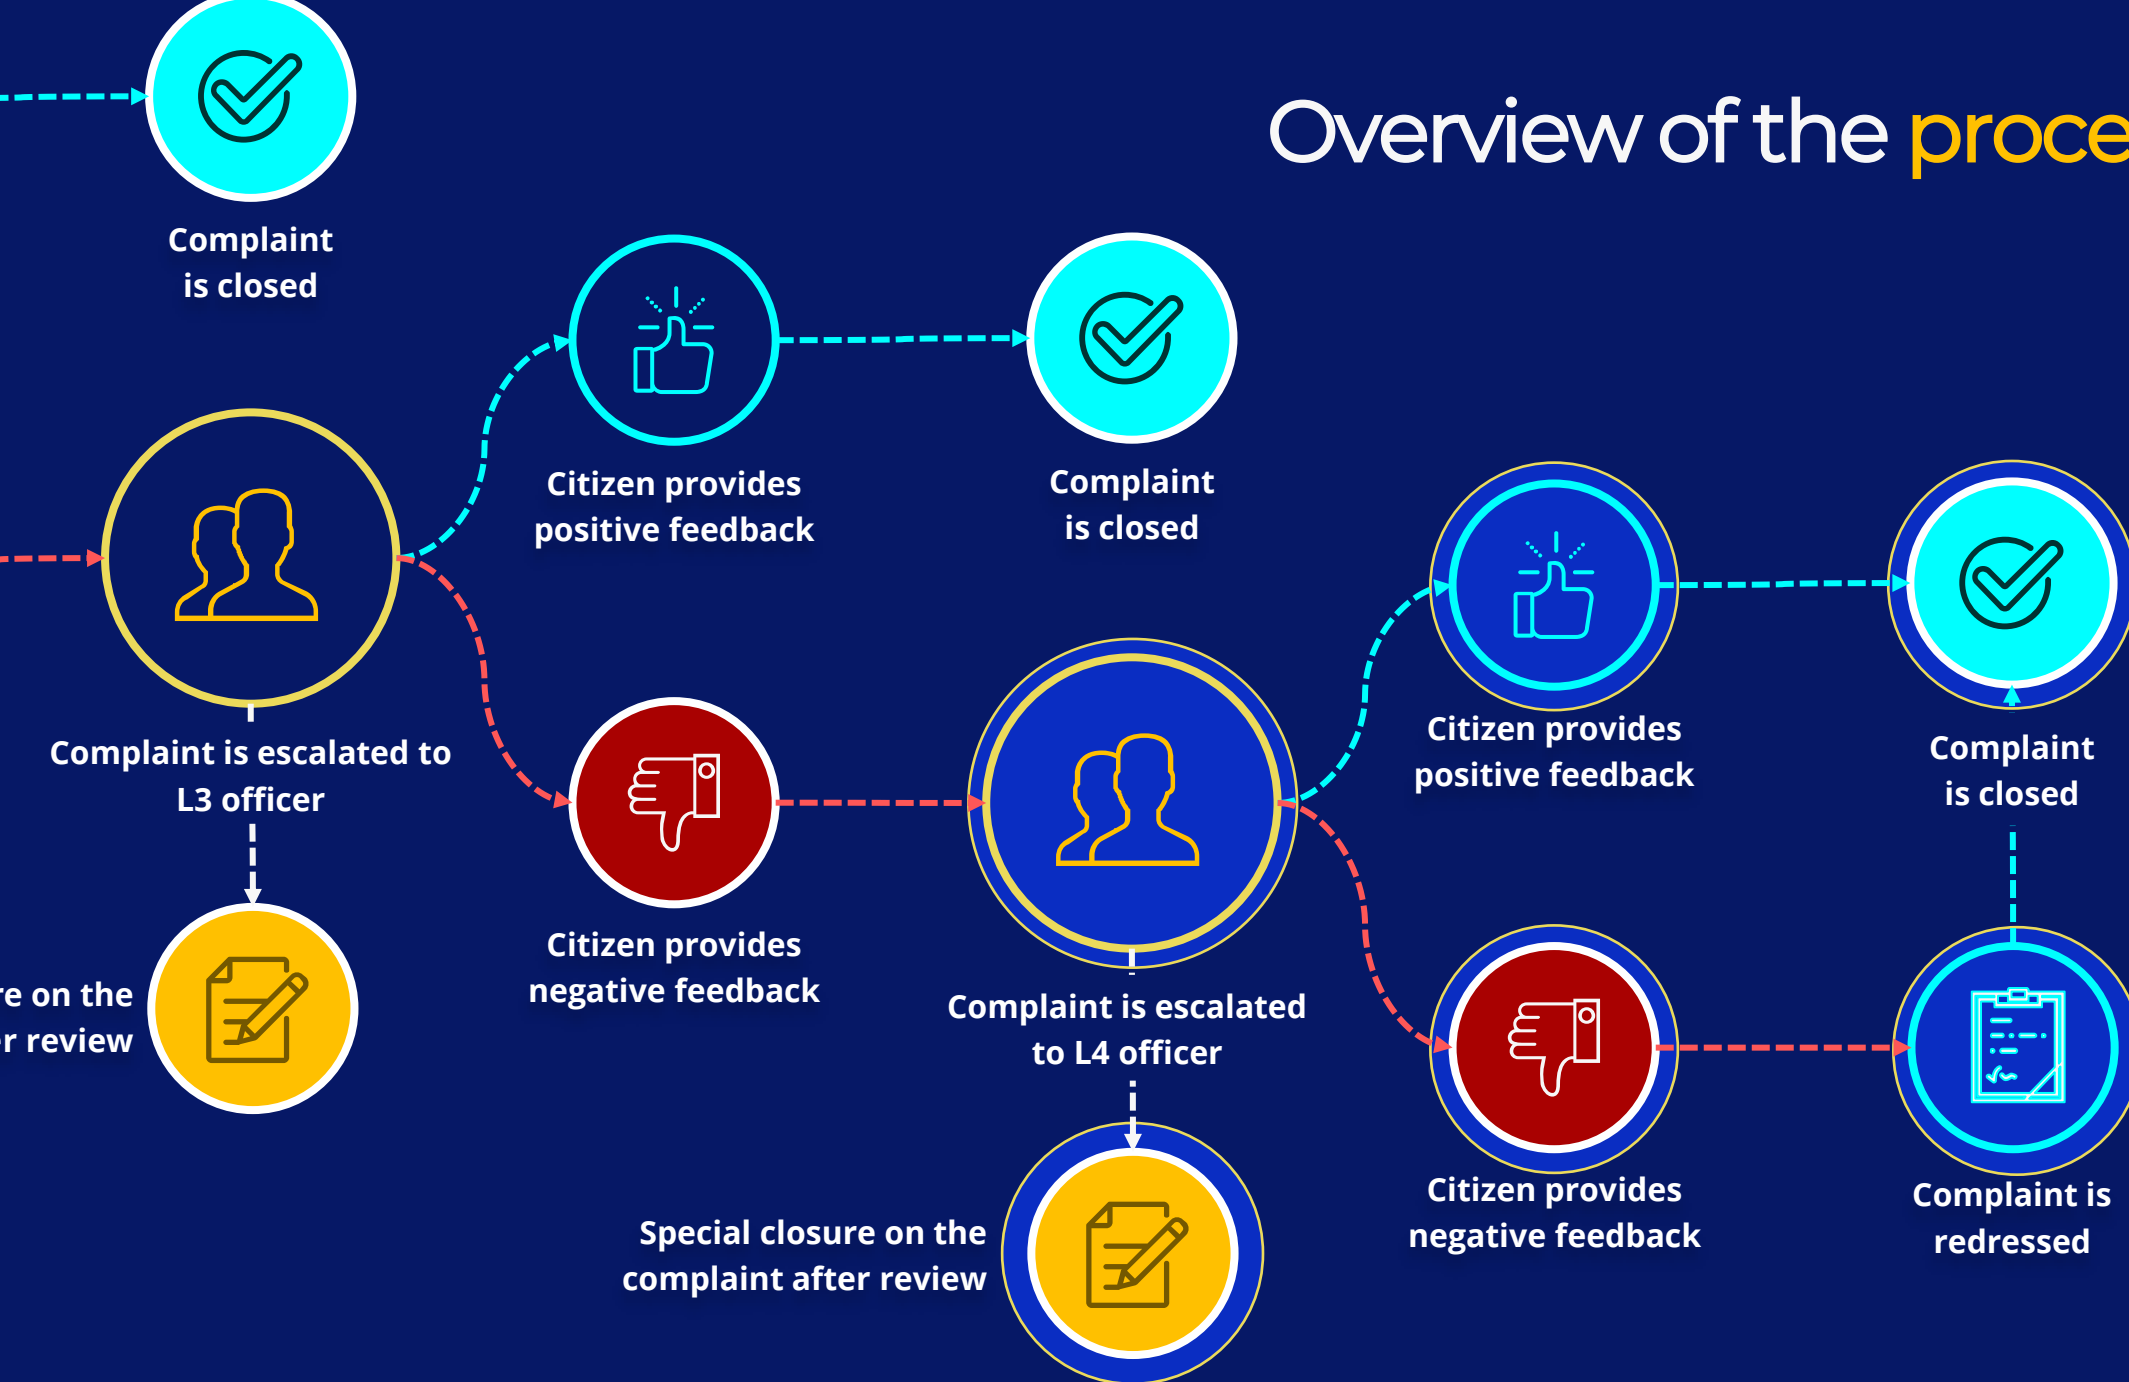 Overview of the proce
Complaint
is closed
Citizen provides
positive feedback
Complaint
is closed
Complaint is escalated to
L3 officer
Citizen provides
positive feedback
Complaint
is closed
re on the
r review
Citizen provides
negative feedback
Complaint is escalated
to L4 officer
Special closure on the
complaint after review
Citizen provides
negative feedback
Complaint is
redressed